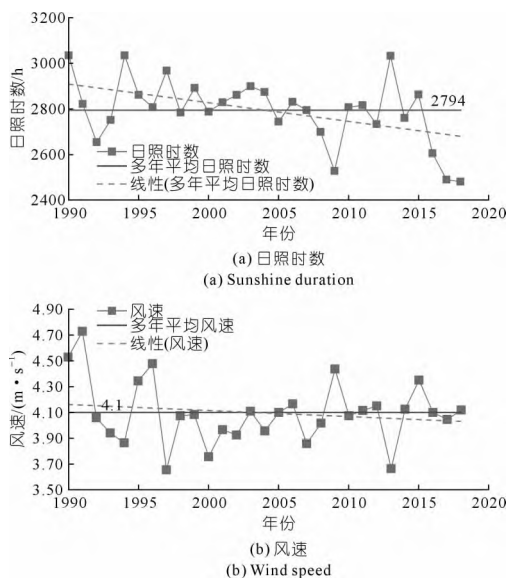 3200
3000
2800
2600
2400
日照时数/h
2794
日照时数
多年平均日照时数
线性(多年平均日照时数)
1990 1995 2000 2005 2010 2015 2020
年份
(a) 日照时数
(a) Sunshine duration
4.90
4.70
4.50
4.30
4.10
3.90
3.70
3.50
风速/(m·s⁻¹)
风速
多年平均风速
线性(风速)
4.1
1990 1995 2000 2005 2010 2015 2020
年份
(b) 风速
(b) Wind speed